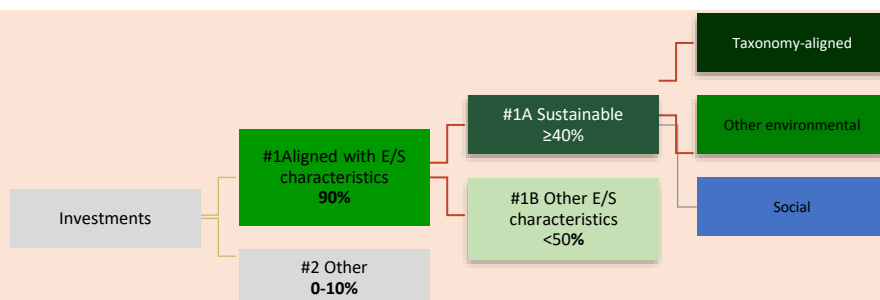 Taxonomy-aligned
#1A Sustainable
≥40%
Other environmental
#1Aligned with E/S
characteristics
90%
#1B Other E/S
characteristics
<50%
Social
Investments
#2 Other
0-10%